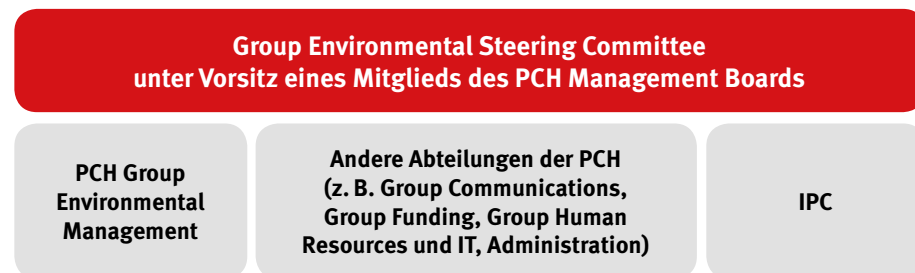 Group Environmental Steering Committee
unter Vorsitz eines Mitglieds des PCH Management Boards
PCH Group
Environmental
Management
Andere Abteilungen der PCH
(z. B. Group Communications,
Group Funding, Group Human
Resources und IT, Administration)
IPC